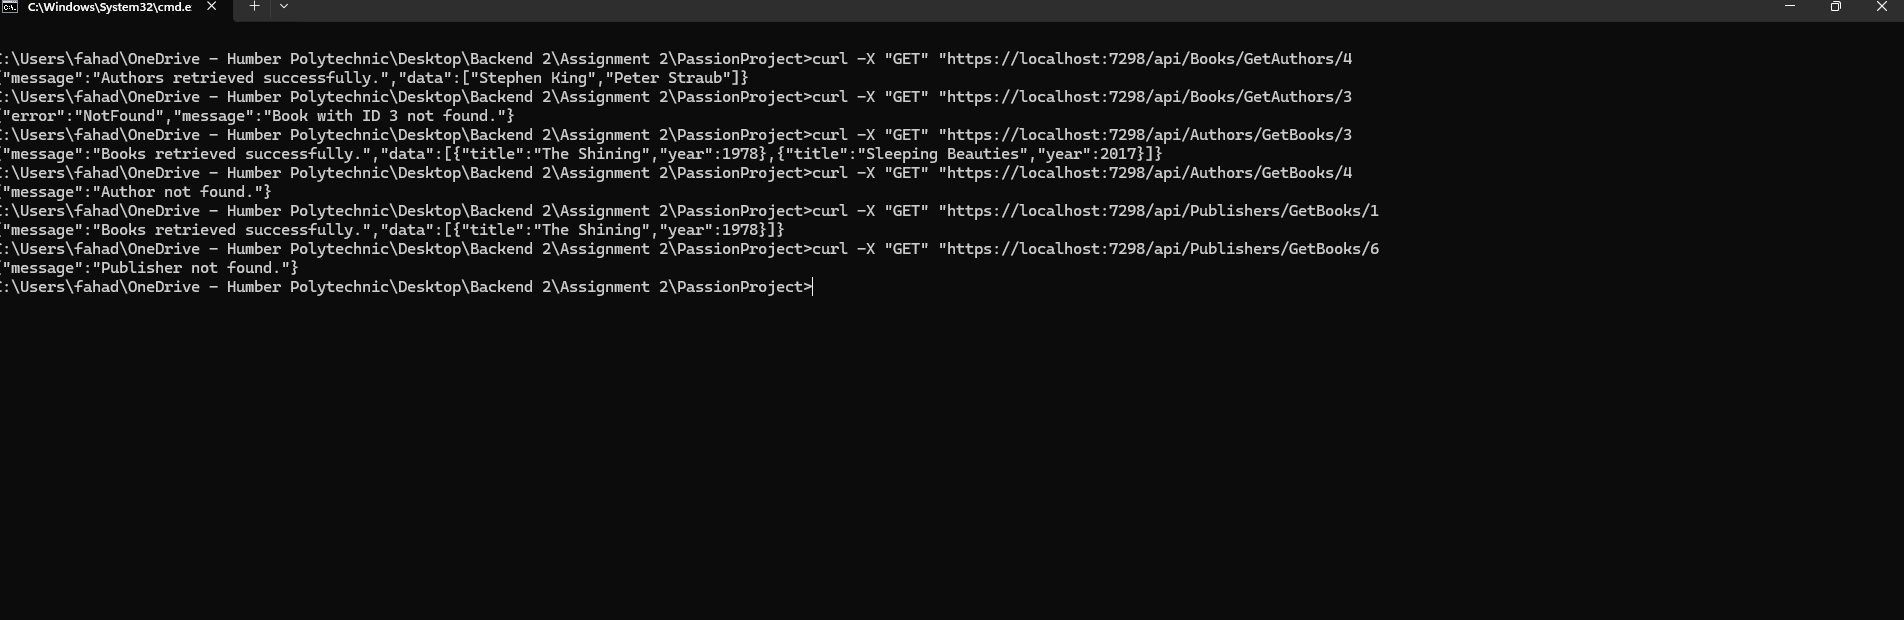 C:\Windows\System32\cmd.e
:\Users\fahad\OneDrive - Humber Polytechnic\Desktop\Backend 2\Assignment 2\PassionProject>curl -X "GET" "https://localhost:7298/api/Books/GetAuthors/4
{"message":"Authors retrieved successfully.","data":["Stephen King","Peter Straub"]}
:\Users\fahad\OneDrive - Humber Polytechnic\Desktop\Backend 2\Assignment 2\PassionProject>curl -X "GET" "https://localhost:7298/api/Books/GetAuthors/3
{"error":"NotFound","message":"Book with ID 3 not found."}
:\Users\fahad\OneDrive - Humber Polytechnic\Desktop\Backend 2\Assignment 2\PassionProject>curl -X "GET" "https://localhost:7298/api/Authors/GetBooks/3
{"message":"Books retrieved successfully.","data":[{"title":"The Shining","year":1978},{"title":"Sleeping Beauties","year":2017}]}
:\Users\fahad\OneDrive - Humber Polytechnic\Desktop\Backend 2\Assignment 2\PassionProject>curl -X "GET" "https://localhost:7298/api/Authors/GetBooks/4
{"message":"Author not found."}
:\Users\fahad\OneDrive - Humber Polytechnic\Desktop\Backend 2\Assignment 2\PassionProject>curl -X "GET" "https://localhost:7298/api/Publishers/GetBooks/1
{"message":"Books retrieved successfully.","data":[{"title":"The Shining","year":1978}]}
:\Users\fahad\OneDrive - Humber Polytechnic\Desktop\Backend 2\Assignment 2\PassionProject>curl -X "GET" "https://localhost:7298/api/Publishers/GetBooks/6
{"message":"Publisher not found."}
:\Users\fahad\OneDrive - Humber Polytechnic\Desktop\Backend 2\Assignment 2\PassionProject>